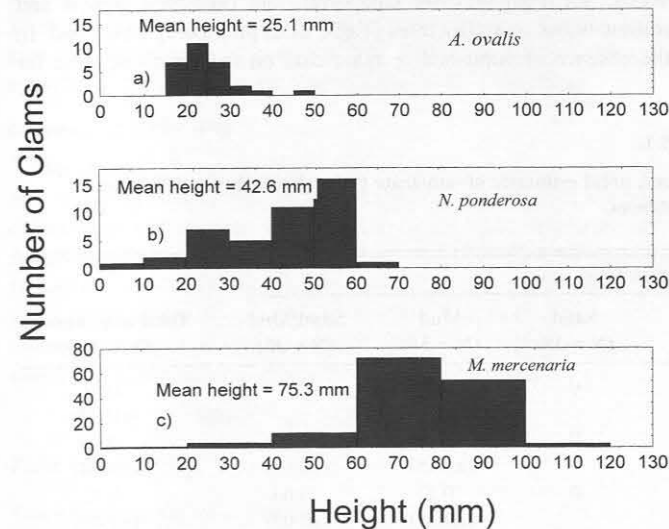 Number of Clams
15
10
5
0
Mean height = 25.1 mm
A. ovalis
a)
0 10 20 30 40 50 60 70 80 90 100 110 120 130
15
10
5
0
Mean height = 42.6 mm
N. ponderosa
b)
0 10 20 30 40 50 60 70 80 90 100 110 120 130
80
60
40
20
0
Mean height = 75.3 mm
M. mercenaria
c)
0 10 20 30 40 50 60 70 80 90 100 110 120 130
Height (mm)